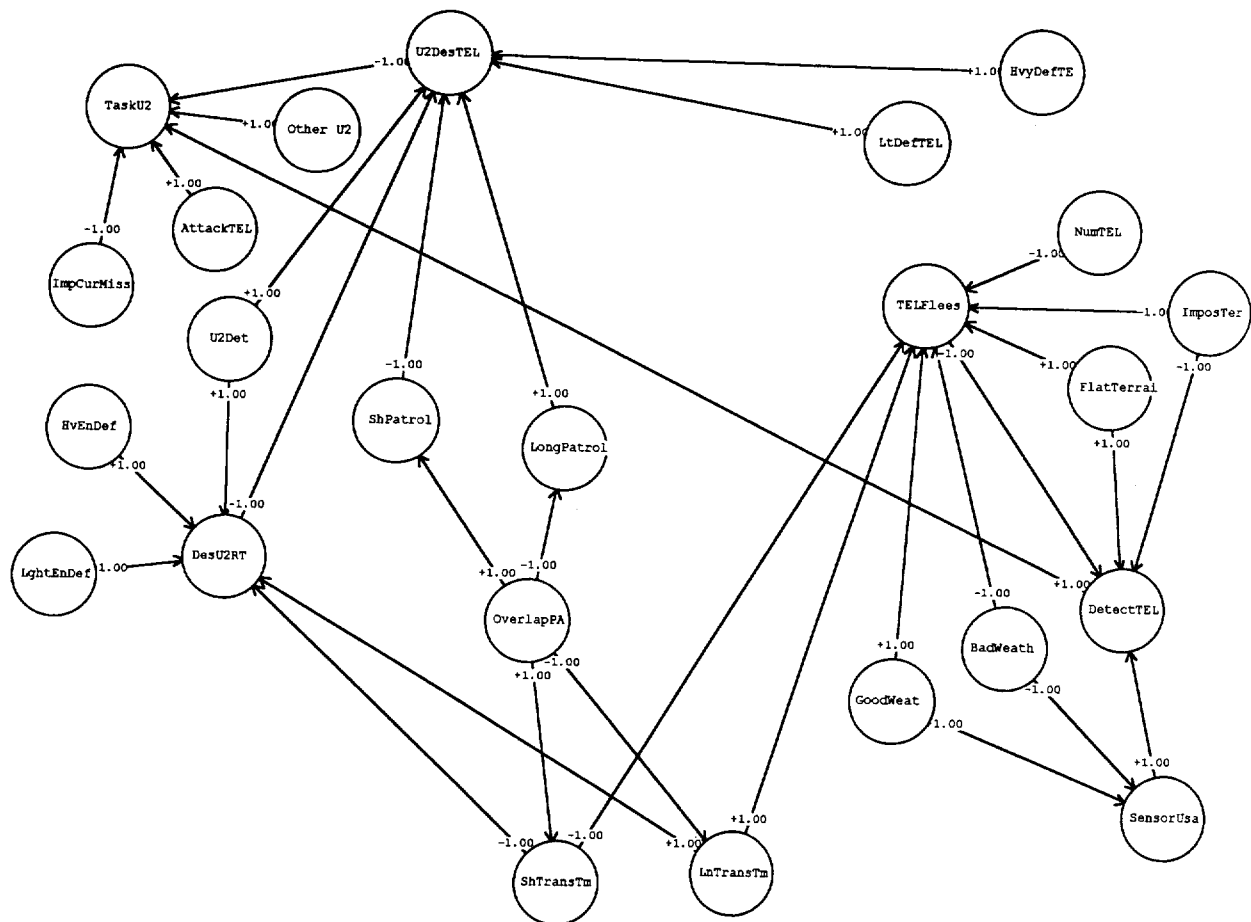 U2DesTEL
-1.00
+1.00
HvyDefTE
TaskU2
+1.00
Other U2
+1.00
LtDefTEL
+1.00
AttackTEL
-1.00
NumTEL
-1.00
ImpCurMiss
+1.00
TELFlees
-1.00
ImposTer
U2Det
-1.00
-1.00
+1.00
FlatTerrai
-1.00
+1.00
+1.00
ShPatrol
HvEnDef
LongPatrol
+1.00
+1.00
-1.00
DesU2RT
LghtEnDef
1.00
+1.00
-1.00
+1.00
-1.00
DetectTEL
OverlapPA
BadWeath
+1.00
-1.00
+1.00
-1.00
GoodWeat
+1.00
+1.00
SensorUsa
-1.00
+1.00
-1.00
+1.00
ShTransTm
LnTransTm